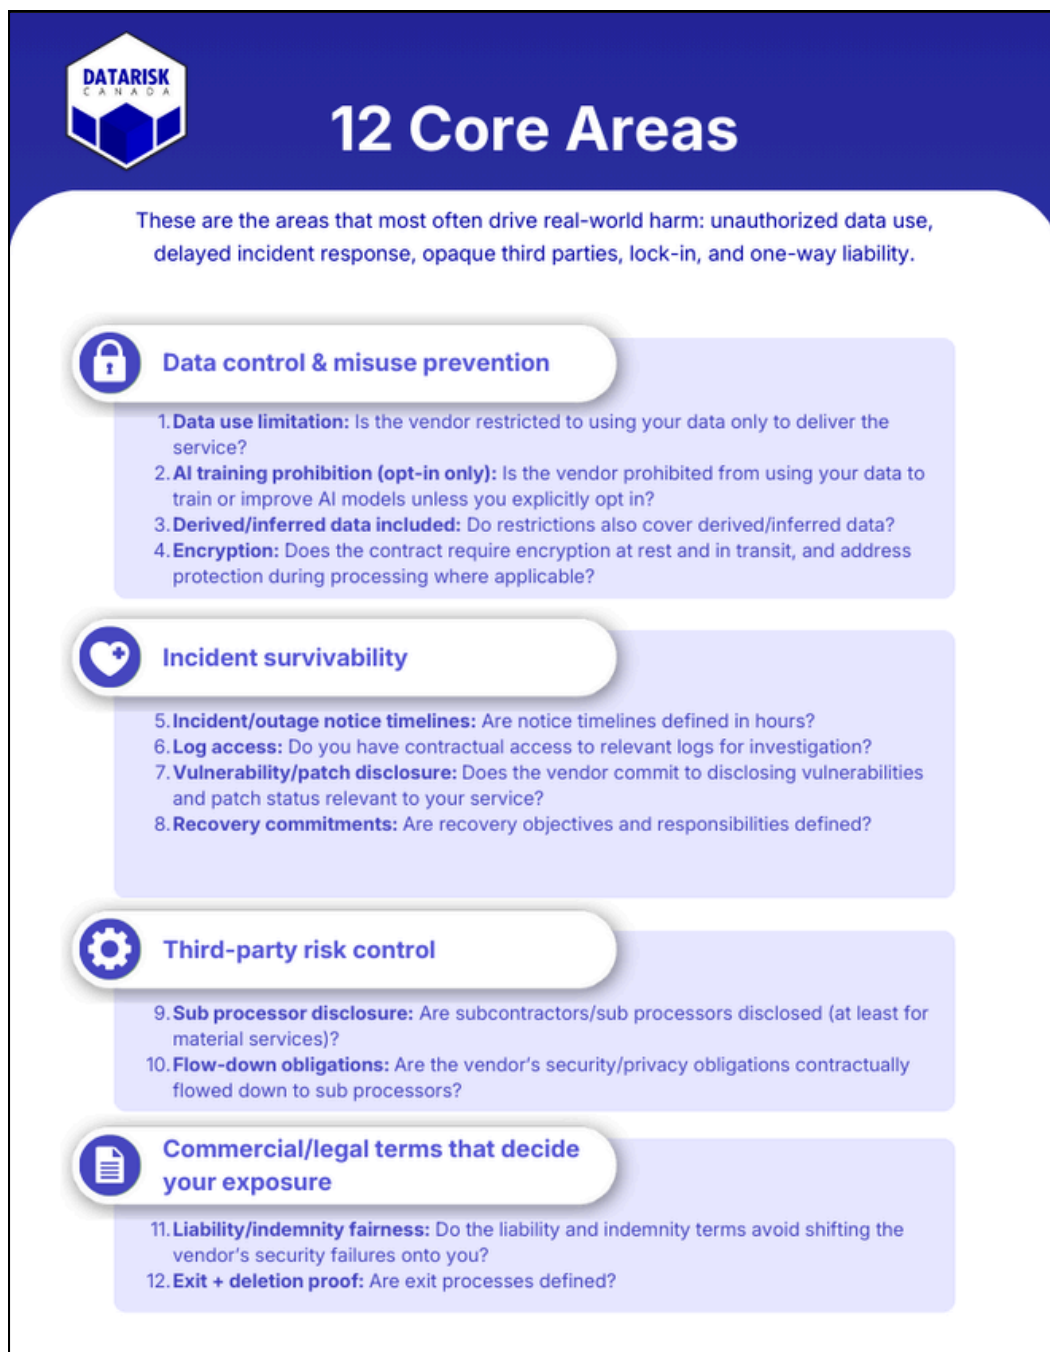 DATARISK
CANADA
12 Core Areas
These are the areas that most often drive real-world harm: unauthorized data use,
delayed incident response, opaque third parties, lock-in, and one-way liability.
Data control & misuse prevention
1. Data use limitation: Is the vendor restricted to using your data only to deliver the
service?
2. AI training prohibition (opt-in only): Is the vendor prohibited from using your data to
train or improve AI models unless you explicitly opt in?
3. Derived/inferred data included: Do restrictions also cover derived/inferred data?
4. Encryption: Does the contract require encryption at rest and in transit, and address
protection during processing where applicable?
Incident survivability
5. Incident/outage notice timelines: Are notice timelines defined in hours?
6. Log access: Do you have contractual access to relevant logs for investigation?
7. Vulnerability/patch disclosure: Does the vendor commit to disclosing vulnerabilities
and patch status relevant to your service?
8. Recovery commitments: Are recovery objectives and responsibilities defined?
Third-party risk control
9. Sub processor disclosure: Are subcontractors/sub processors disclosed (at least for
material services)?
10. Flow-down obligations: Are the vendor's security/privacy obligations contractually
flowed down to sub processors?
Commercial/legal terms that decide
your exposure
11. Liability/indemnity fairness: Do the liability and indemnity terms avoid shifting the
vendor's security failures onto you?
12. Exit + deletion proof: Are exit processes defined?